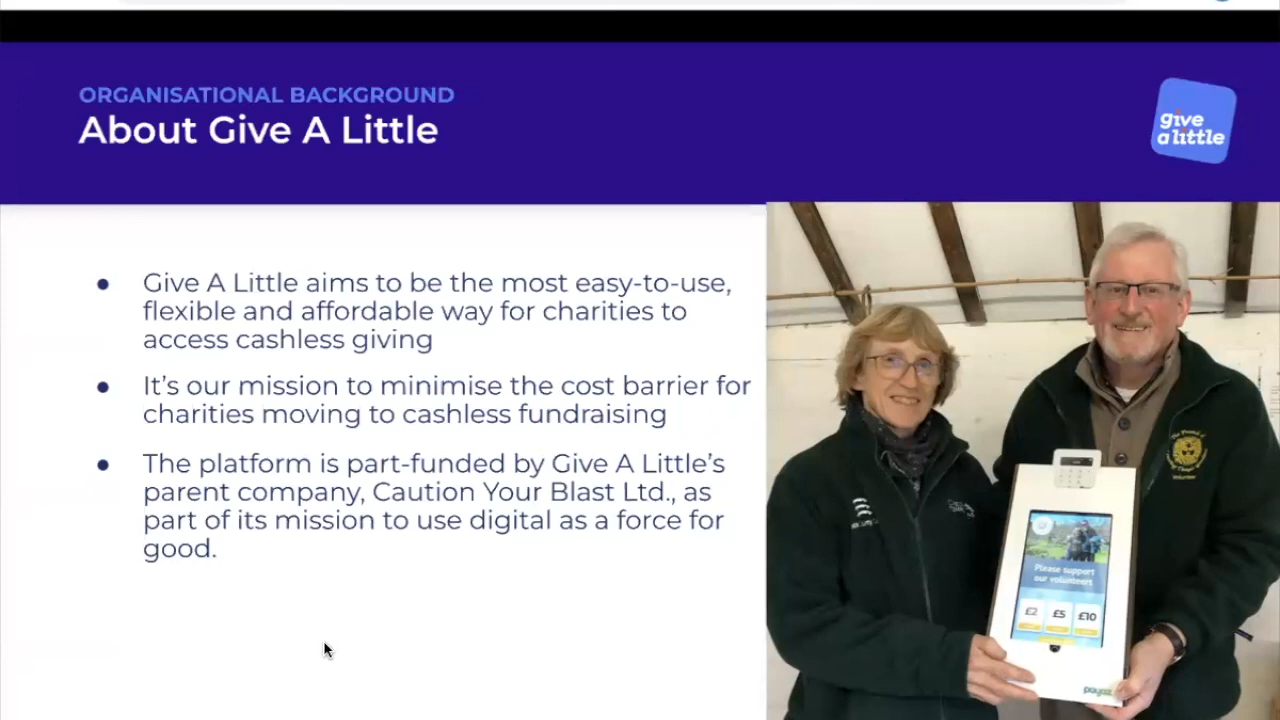 ORGANISATIONAL BACKGROUND
About Give A Little
give
a little
Give A Little aims to be the most easy-to-use,
flexible and affordable way for charities to
access cashless giving
It’s our mission to minimise the cost barrier for
charities moving to cashless fundraising
The platform is part-funded by Give A Little’s
parent company, Caution Your Blast Ltd., as
part of its mission to use digital as a force for
good.
Please support
our volunteers
£2 £5 £10
payaz